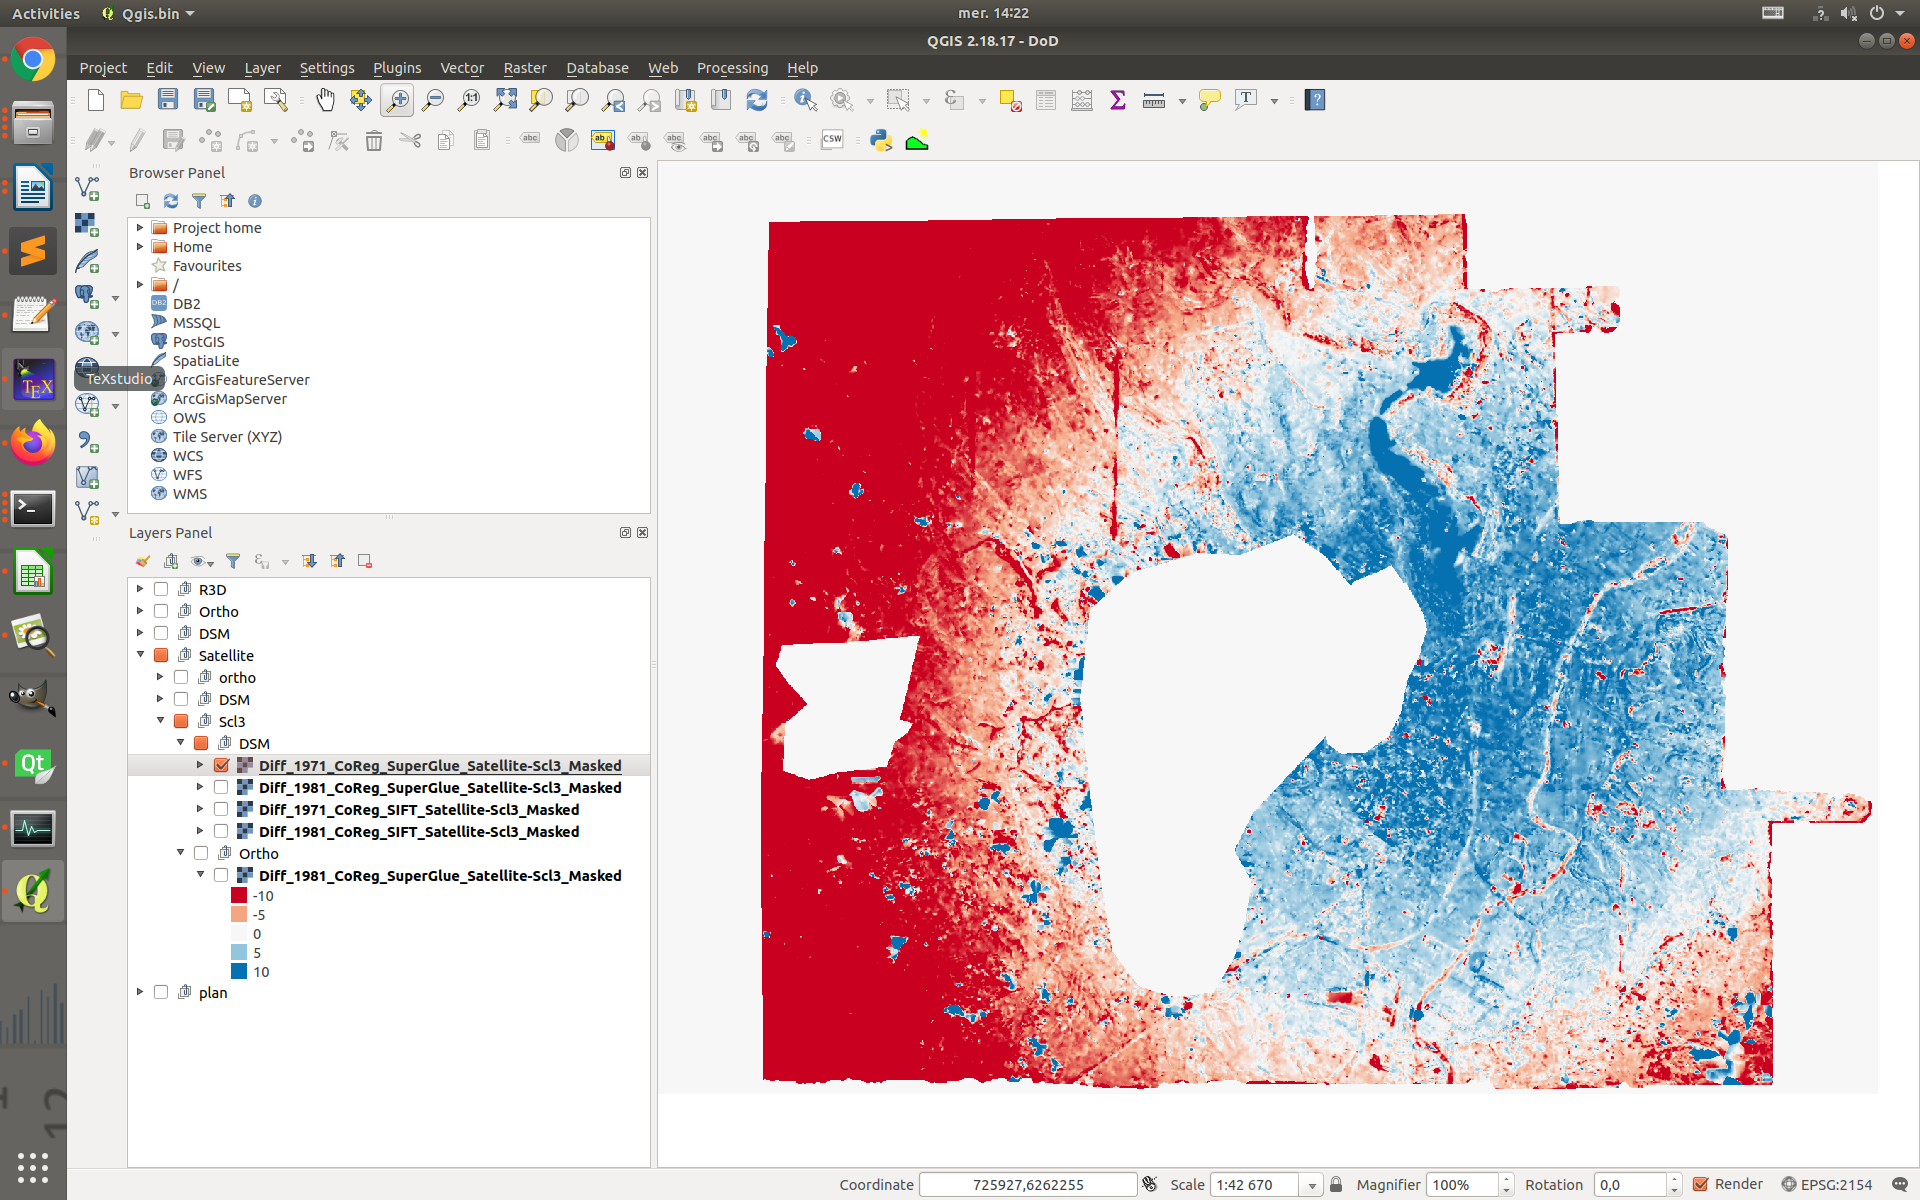 Activities Qgis.bin mer. 14:22
QGIS 2.18.17 - DoD
Project Edit View Layer Settings Plugins Vector Raster Database Web Processing Help
Browser Panel
Project home
Home
Favourites
/
DB2
MSSQL
PostGIS
SpatiaLite
TeXstudio
ArcGisFeatureServer
ArcGisMapServer
OWS
Tile Server (XYZ)
WCS
WFS
WMS
Layers Panel
R3D
Ortho
DSM
Satellite
ortho
DSM
Scl3
DSM
Diff_1971_CoReg_SuperGlue_Satellite-Scl3_Masked
Diff_1981_CoReg_SuperGlue_Satellite-Scl3_Masked
Diff_1971_CoReg_SIFT_Satellite-Scl3_Masked
Diff_1981_CoReg_SIFT_Satellite-Scl3_Masked
Ortho
Diff_1981_CoReg_SuperGlue_Satellite-Scl3_Masked
-10
-5
0
5
10
plan
Coordinate 725927,6262255 Scale 1:42 670 Magnifier 100% Rotation 0,0 Render EPSG:2154